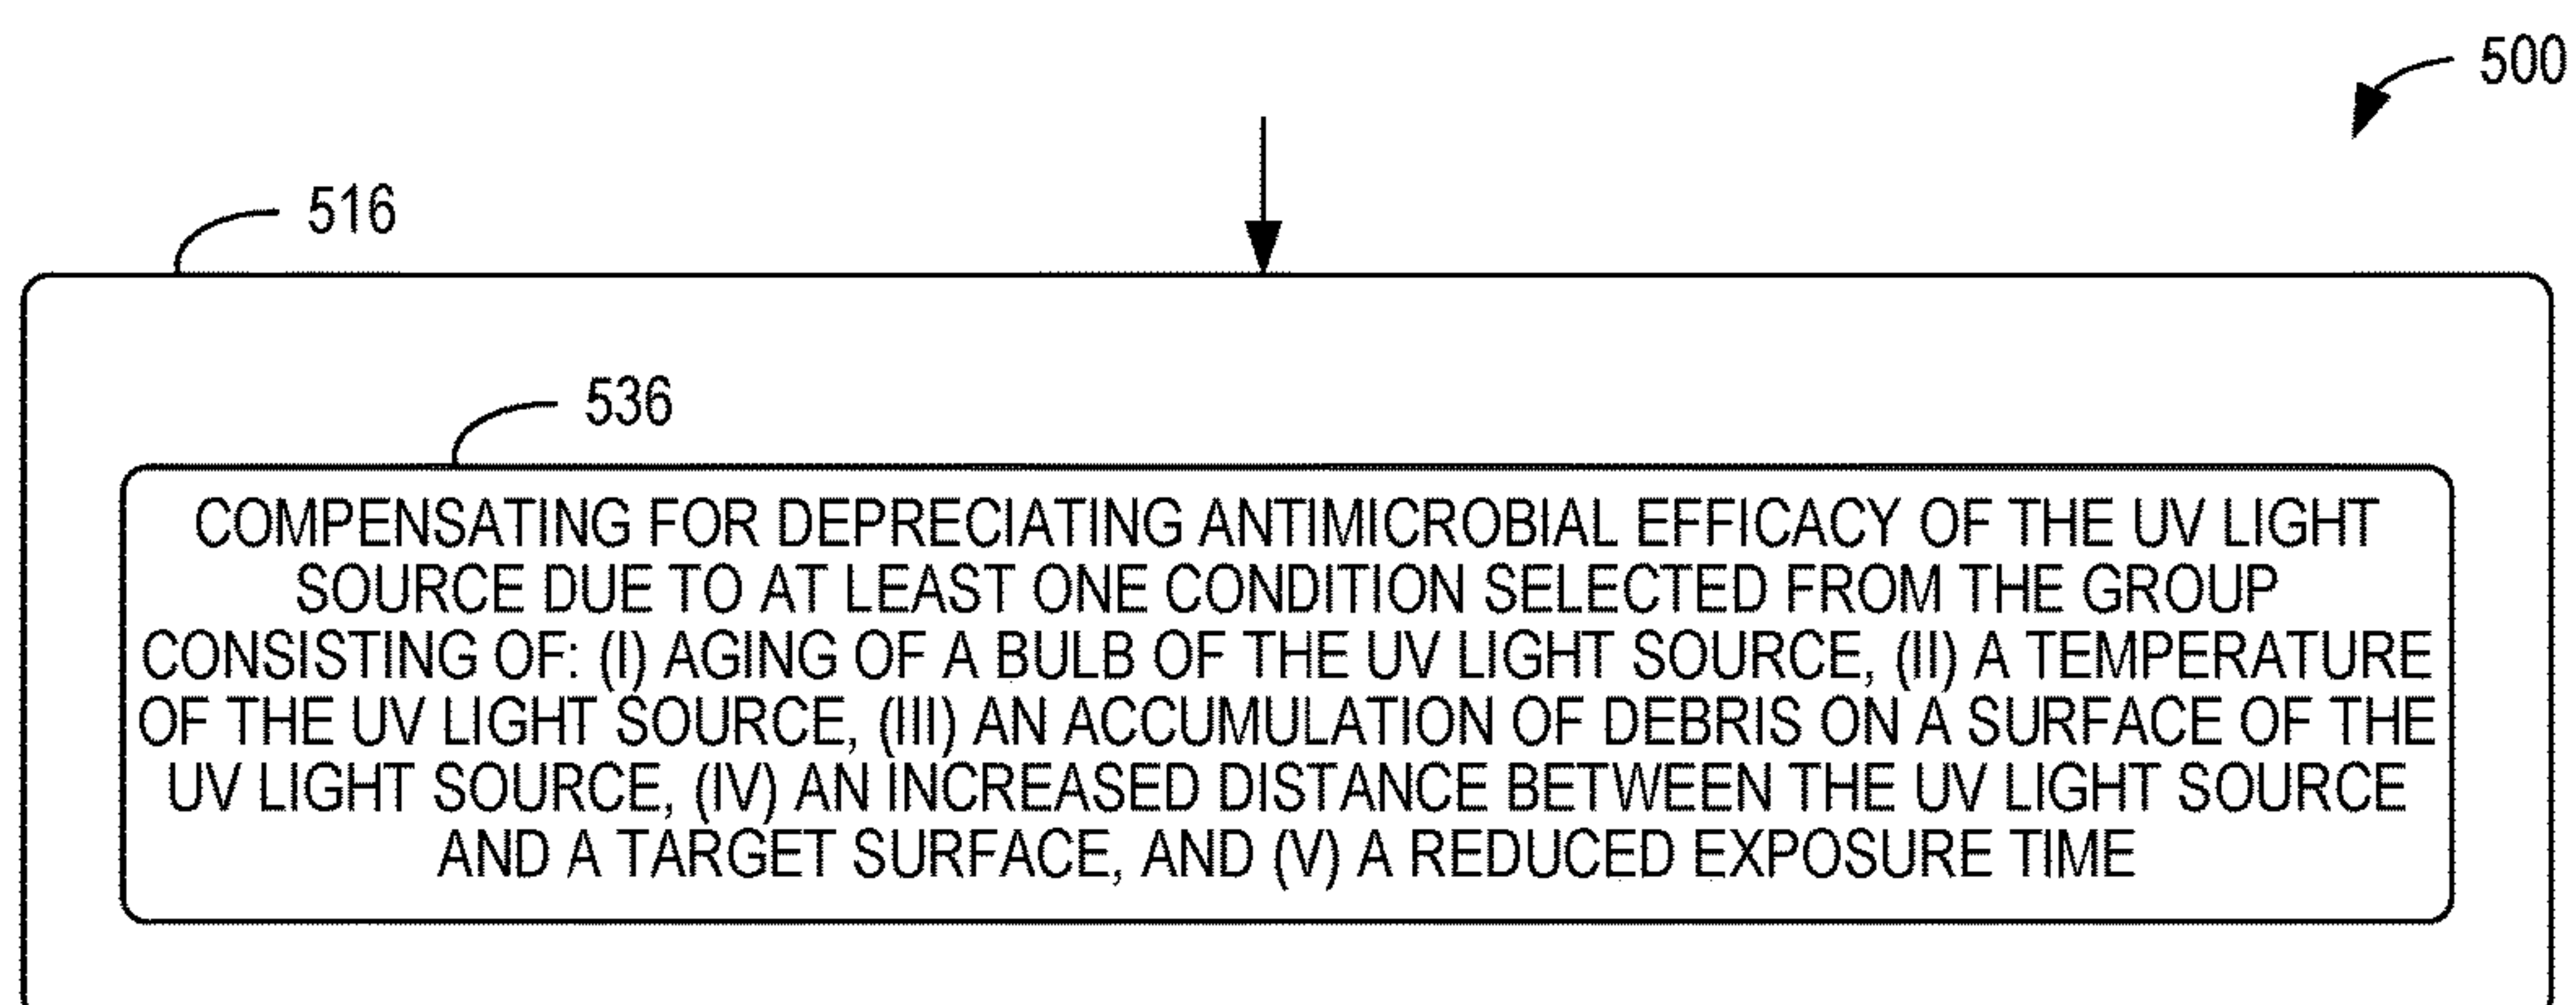 500
516
536
COMPENSATING FOR DEPRECIATING ANTIMICROBIAL EFFICACY OF THE UV LIGHT
SOURCE DUE TO AT LEAST ONE CONDITION SELECTED FROM THE GROUP
CONSISTING OF: (I) AGING OF A BULB OF THE UV LIGHT SOURCE, (II) A TEMPERATURE
OF THE UV LIGHT SOURCE, (III) AN ACCUMULATION OF DEBRIS ON A SURFACE OF THE
UV LIGHT SOURCE, (IV) AN INCREASED DISTANCE BETWEEN THE UV LIGHT SOURCE
AND A TARGET SURFACE, AND (V) A REDUCED EXPOSURE TIME